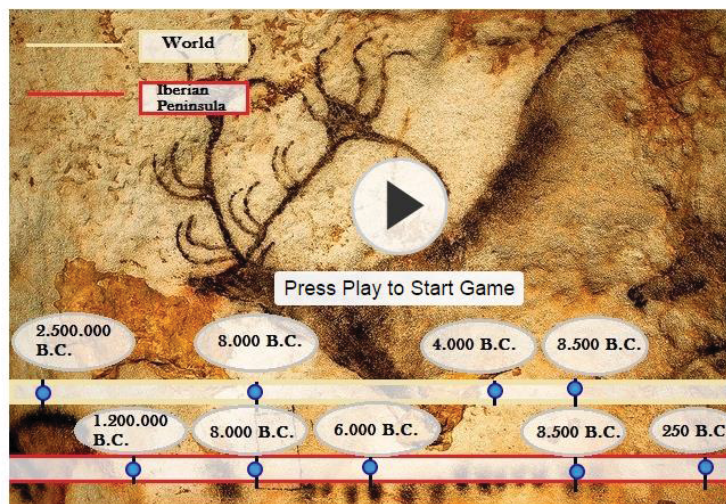 World
Iberian
Peninsula
Press Play to Start Game
2.500.000
B.C.
8.000 B.C.
4.000 B.C.
3.500 B.C.
1.200.000
B.C.
8.000 B.C.
6.000 B.C.
3.500 B.C.
250 B.C